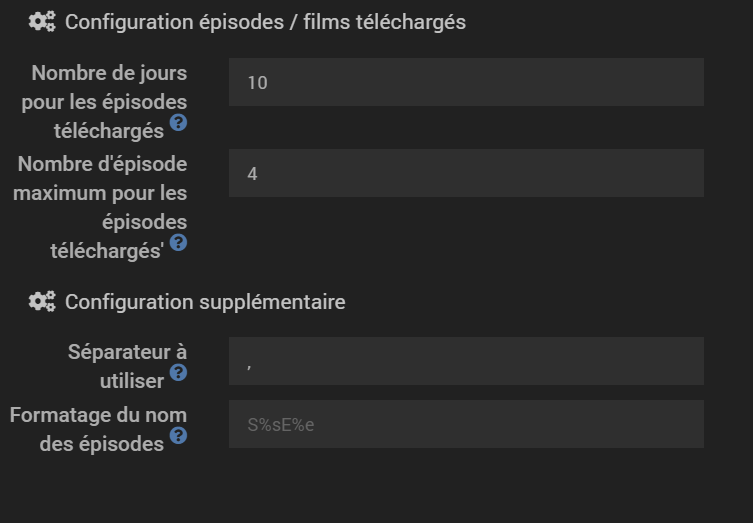 Configuration épisodes / films téléchargés
Nombre de jours
pour les épisodes
téléchargés ?
10
Nombre d'épisode
maximum pour les
épisodes
téléchargés' ?
4
Configuration supplémentaire
Séparateur à
utiliser ?
,
Formatage du nom
des épisodes ?
S%sE%e